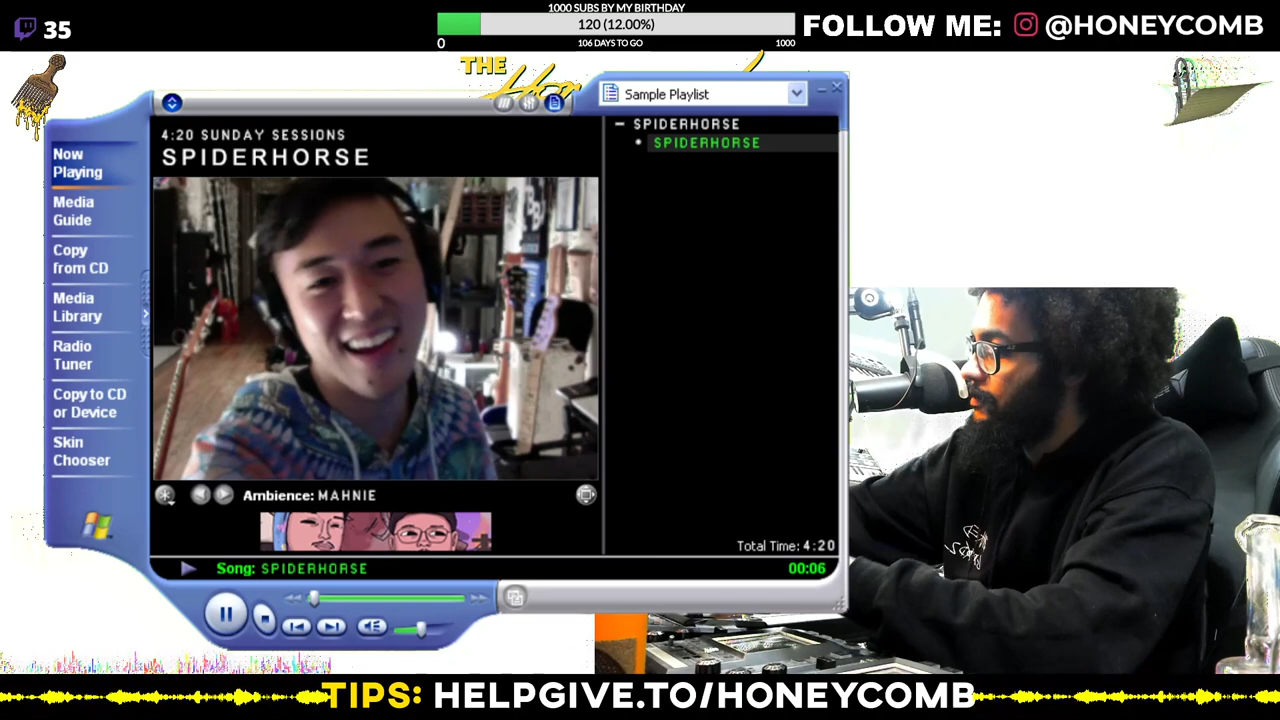 35
1000 SUBS BY MY BIRTHDAY
120 (12.00%)
0
106 DAYS TO GO
1000
FOLLOW ME: @HONEYCOMB
THE
Sample Playlist
4:20 SUNDAY SESSIONS
SPIDERHORSE
SPIDERHORSE
SPIDERHORSE
Now
Playing
Media
Guide
Copy
from CD
Media
Library
Radio
Tuner
Copy to CD
or Device
Skin
Chooser
Ambience: MAHNIE
Total Time: 4:20
Song: SPIDERHORSE
00:06
TIPS: HELPGIVE.TO/HONEYCOMB